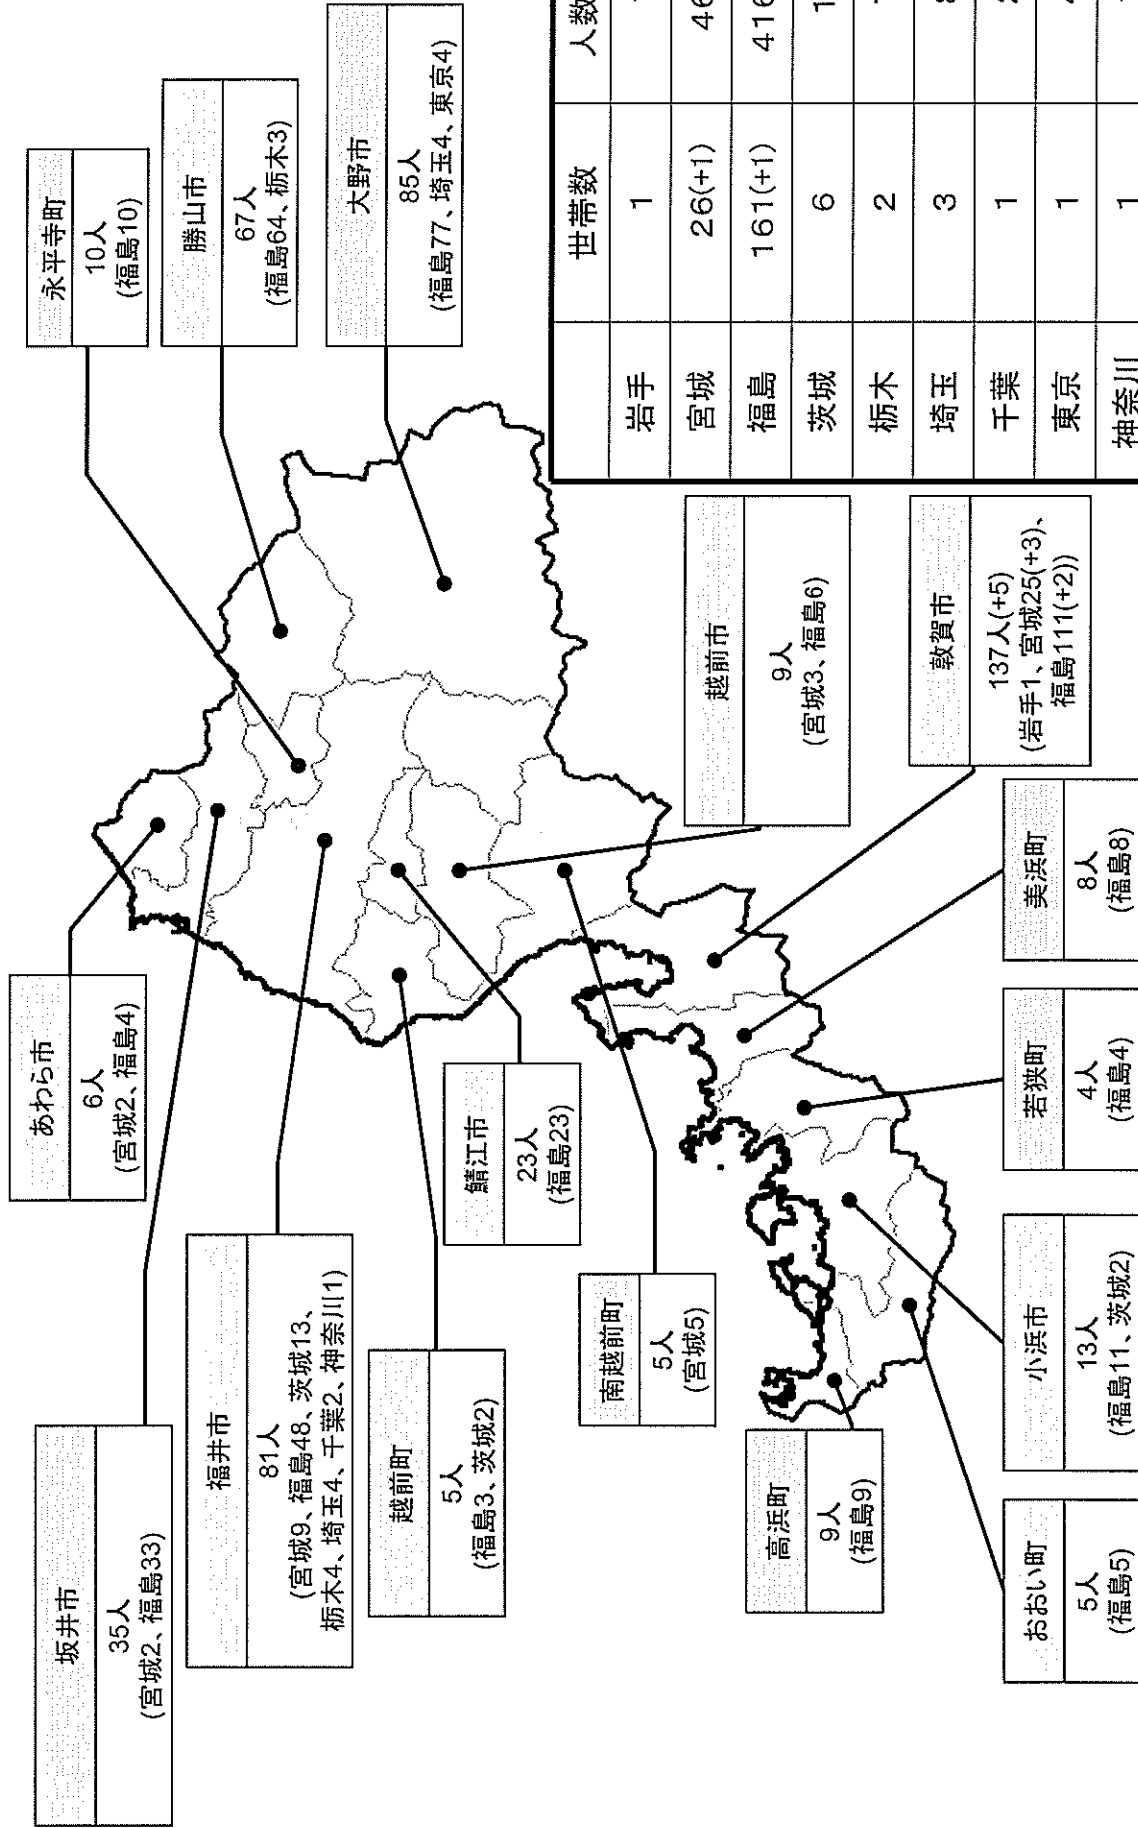 坂井市
35人
(宮城2、福島33)
あわら市
6人
(宮城2、福島4)
永平寺町
10人
(福島10)
勝山市
67人
(福島64、栃木3)
大野市
85人
(福島77、埼玉4、東京4)
福井市
81人
(宮城9、福島48、茨城13、
栃木4、埼玉4、千葉2、神奈川1)
越前町
5人
(福島3、茨城2)
鯖江市
23人
(福島23)
南越前町
5人
(宮城5)
越前市
9人
(宮城3、福島6)
敦賀市
137人(+5)
(岩手1、宮城25(+3)、
福島111(+2))
高浜町
9人
(福島9)
おおい町
5人
(福島5)
小浜市
13人
(福島11、茨城2)
若狭町
4人
(福島4)
美浜町
8人
(福島8)
世帯数 人数
岩手 1
宮城 26(+1) 46
福島 161(+1) 416
茨城 6
栃木 2
埼玉 3
千葉 1
東京 1
神奈川 1